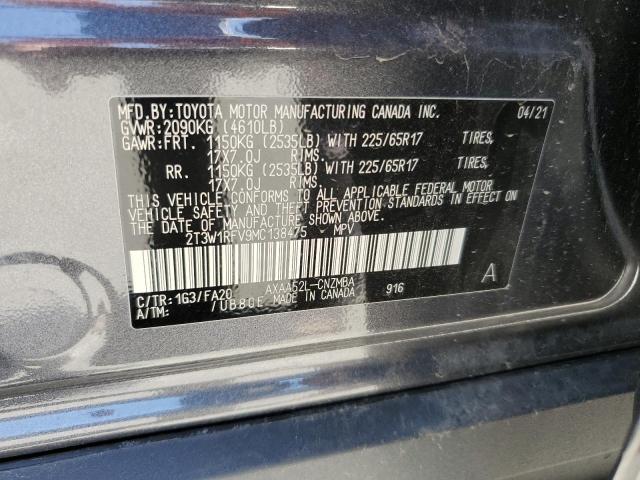 MFD.BY:TOYOTA MOTOR MANUFACTURING CANADA INC. 04/21
GVWR:2090KG (4610LB)
GAWR:FRT. 1150KG (2535LB) WITH 225/65R17 TIRES,
17X7.0J RIMS.
RR. 1150KG (2535LB) WITH 225/65R17 TIRES,
17X7.0J RIMS.
THIS VEHICLE CONFORMS TO ALL APPLICABLE FEDERAL MOTOR
VEHICLE SAFETY AND THEFT PREVENTION STANDARDS IN EFFECT ON
THE DATE OF MANUFACTURE SHOWN ABOVE.
2T3W1RFV9MC138475 MPV
C/TR:1G3/FA20 AXAA52L-CNZMBA 916 A
A/TM: /UB80E MADE IN CANADA